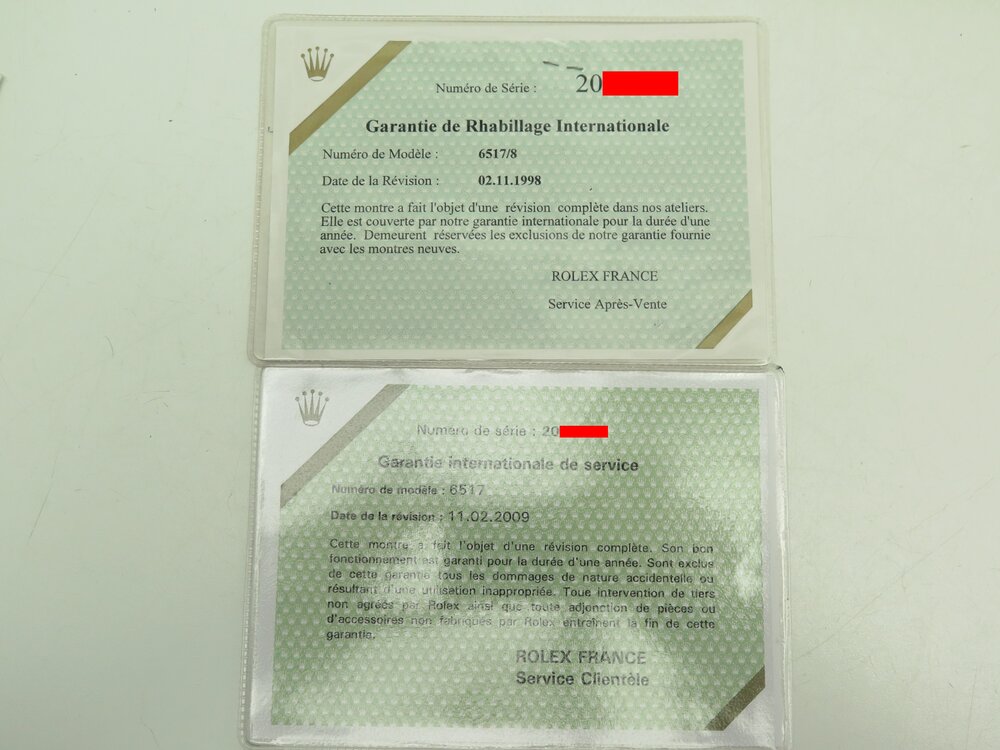 Numéro de Série : 20
Garantie de Rhabillage Internationale
Numéro de Modèle : 6517/8
Date de la Révision : 02.11.1998
Cette montre a fait l'objet d'une révision complète dans nos ateliers.
Elle est couverte par notre garantie internationale pour la durée d'une
année. Demeurent réservées les exclusions de notre garantie fournie
avec les montres neuves.
ROLEX FRANCE
Service Après-Vente
Numéro de série : 20
Garantie internationale de service
Numéro de modèle : 6517
Date de la révision : 11.02.2009
Cette montre a fait l'objet d'une révision complète. Son bon
fonctionnement est garanti pour la durée d'une année. Sont exclus
de cette garantie tous les dommages de nature accidentelle ou
résultant d'une utilisation inappropriée. Toue intervention de tiers
non agréés par Rolex ainsi que toute adjonction de pièces ou
d'accessoires non fabriqués par Rolex entraînent la fin de cette
garantie.
ROLEX FRANCE
Service Clientèle